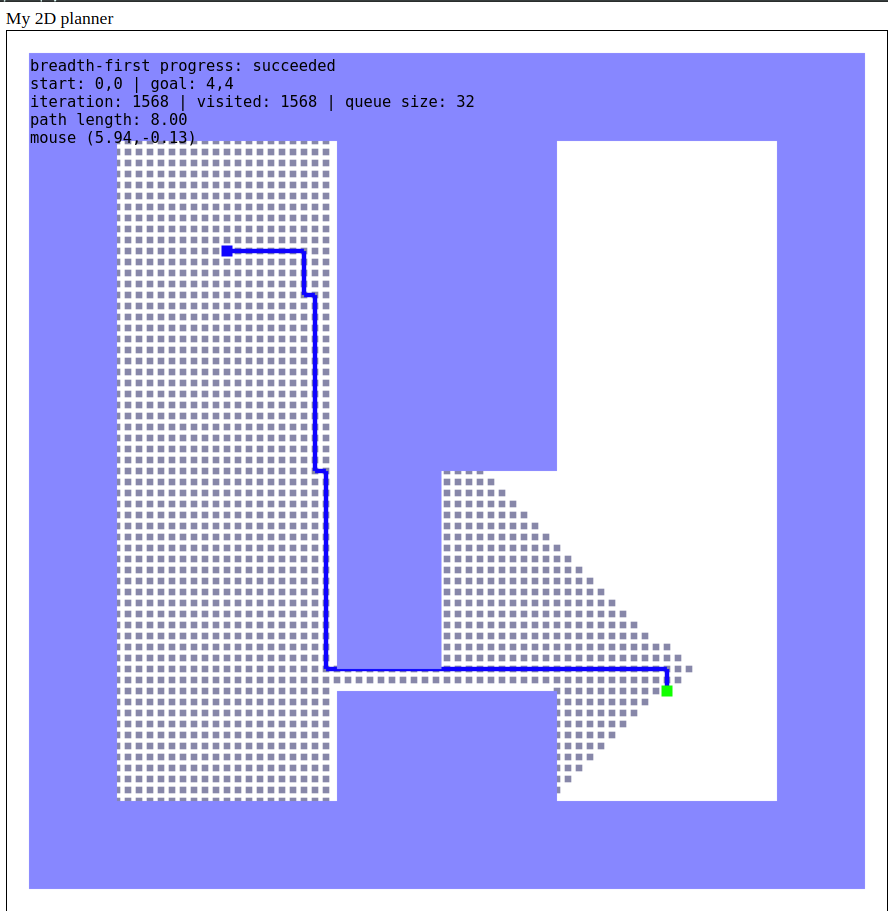 My 2D planner
breadth-first progress: succeeded
start: 0,0 | goal: 4,4
iteration: 1568 | visited: 1568 | queue size: 32
path length: 8.00
mouse (5.94,-0.13)